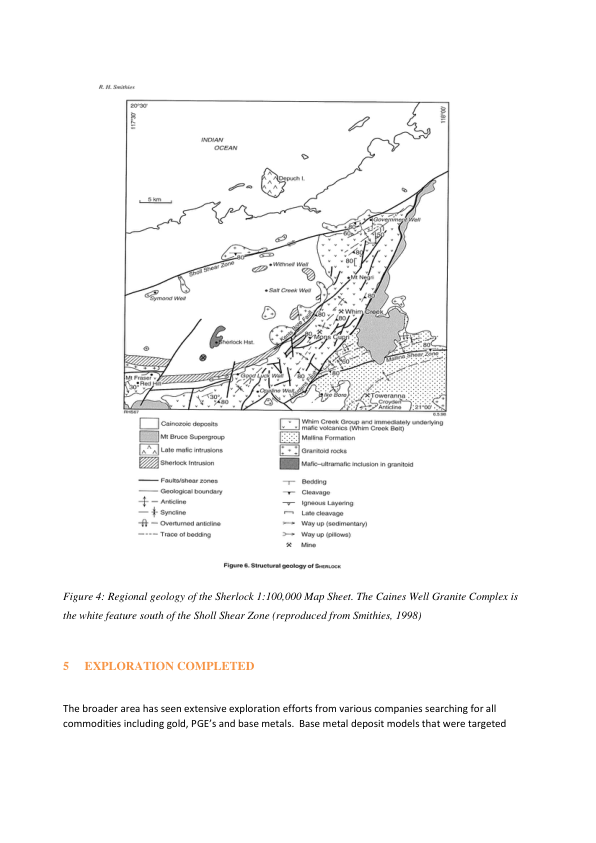 R. H. Smithies
20°30'
117°30'
118°00'
INDIAN
OCEAN
Depuch I.
5 km
Government Well
Sholl Shear Zone
Withnell Well
80
Mt Negri
Salt Creek Well
Symond Well
80
Whim Creek
80
Sherlock Hst.
Mons Cupri
80
Mallina Shear Zone
Good Luck Well
80
60
Mt Fraser
Red Hill
30°
Opaline Well
Toweranna
Croydon
Anticline
30°
21°00'
Cainozoic deposits
Mt Bruce Supergroup
Late mafic intrusions
Sherlock Intrusion
Whim Creek Group and immediately underlying
mafic volcanics (Whim Creek Belt)
Mallina Formation
Granitoid rocks
Mafic–ultramafic inclusion in granitoid
Faults/shear zones
Geological boundary
Anticline
Syncline
Overturned anticline
Trace of bedding
Bedding
Cleavage
Igneous Layering
Late cleavage
Way up (sedimentary)
Way up (pillows)
Mine
Figure 6. Structural geology of SHERLOCK
Figure 4: Regional geology of the Sherlock 1:100,000 Map Sheet. The Caines Well Granite Complex is
the white feature south of the Sholl Shear Zone (reproduced from Smithies, 1998)
5 EXPLORATION COMPLETED
The broader area has seen extensive exploration efforts from various companies searching for all
commodities including gold, PGE's and base metals. Base metal deposit models that were targeted